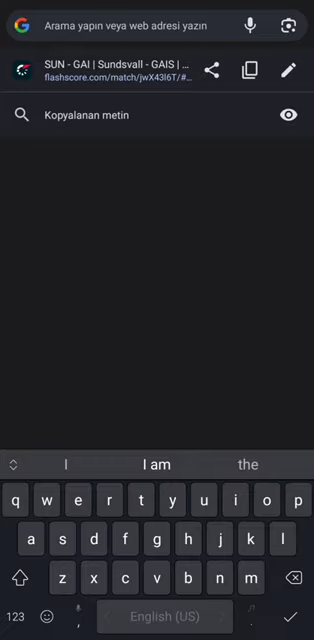 Arama yapın veya web adresi yazın
SUN - GAI | Sundsvall - GAIS | ...
flashscore.com/match/jwX43I6T/#...
Kopyalanan metin
I
I am
the
q w e r t y u i o p
a s d f g h j k l
z x c v b n m
123
,
English (US)
.